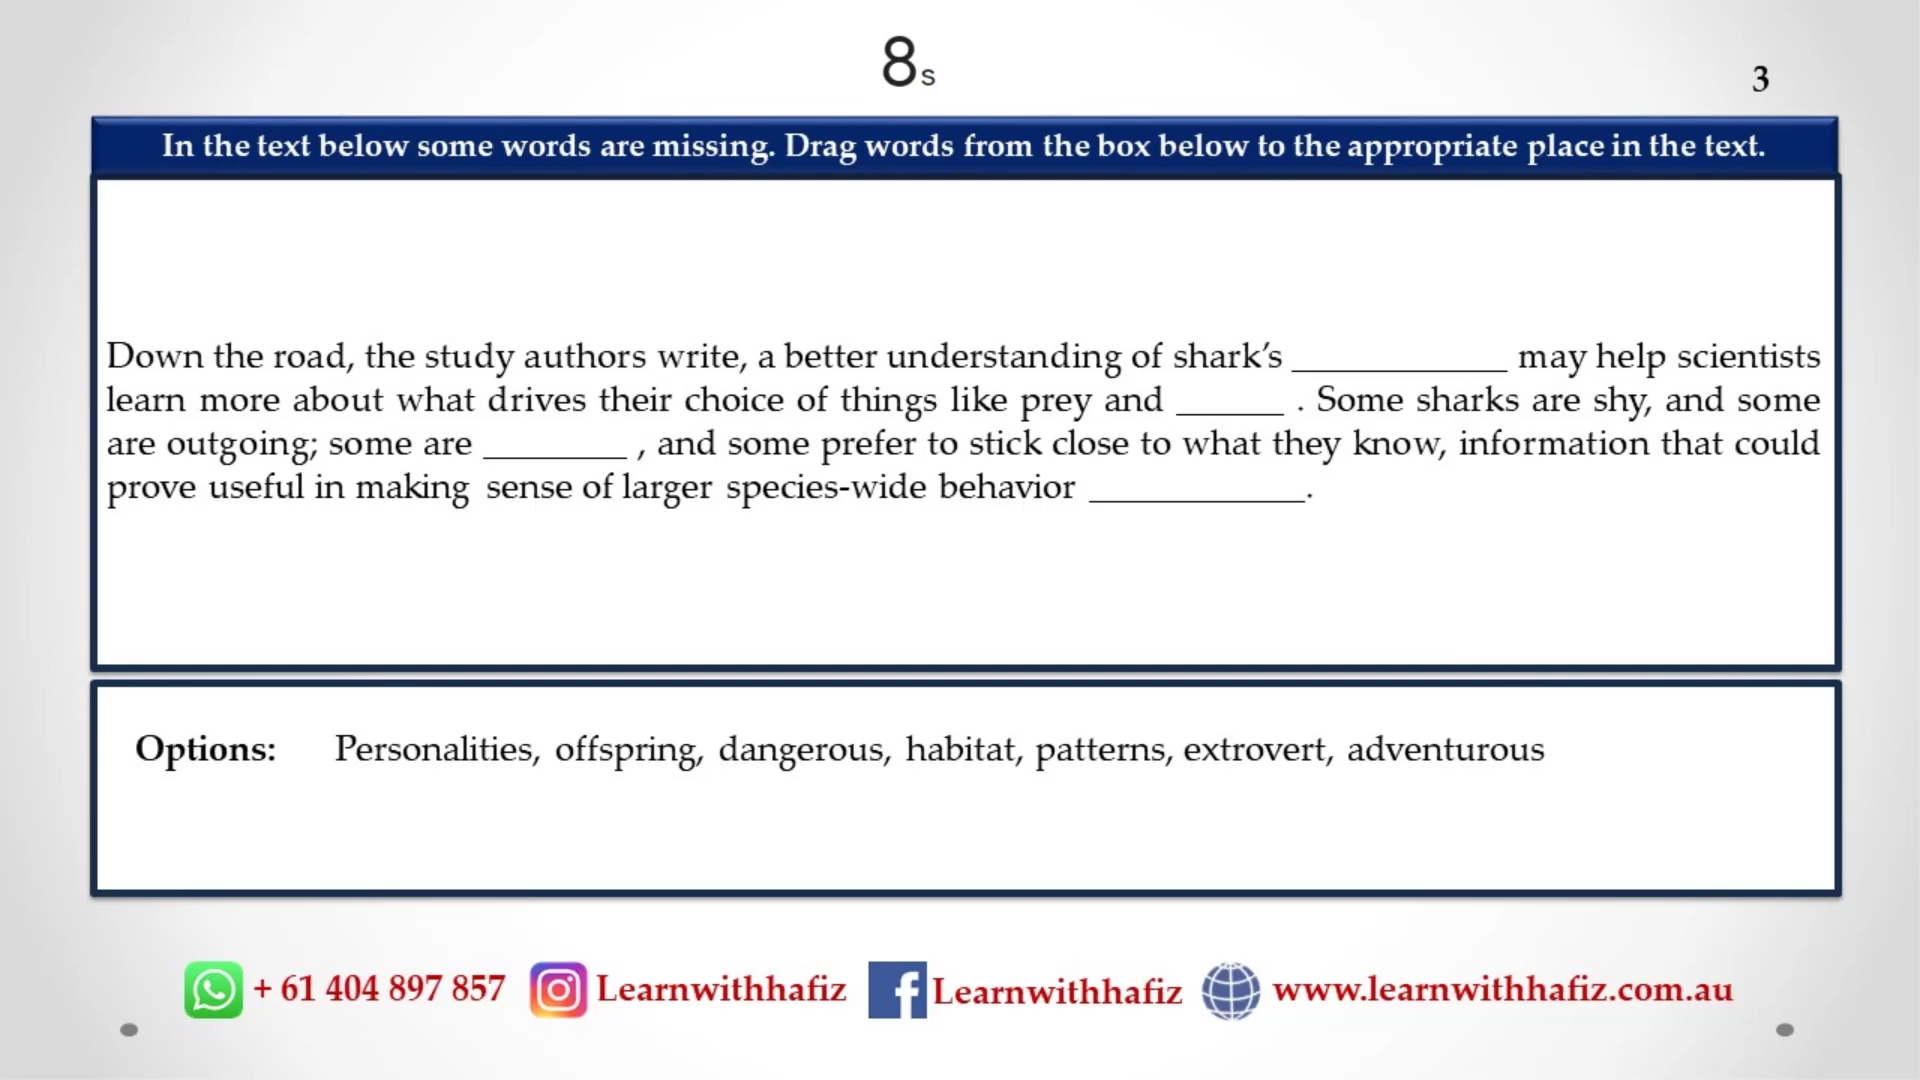 8s
3
In the text below some words are missing. Drag words from the box below to the appropriate place in the text.
Down the road, the study authors write, a better understanding of shark’s ____________ may help scientists
learn more about what drives their choice of things like prey and ______ . Some sharks are shy, and some
are outgoing; some are ________ , and some prefer to stick close to what they know, information that could
prove useful in making sense of larger species-wide behavior ____________.
Options: Personalities, offspring, dangerous, habitat, patterns, extrovert, adventurous
+ 61 404 897 857 Learnwithhafiz Learnwithhafiz www.learnwithhafiz.com.au